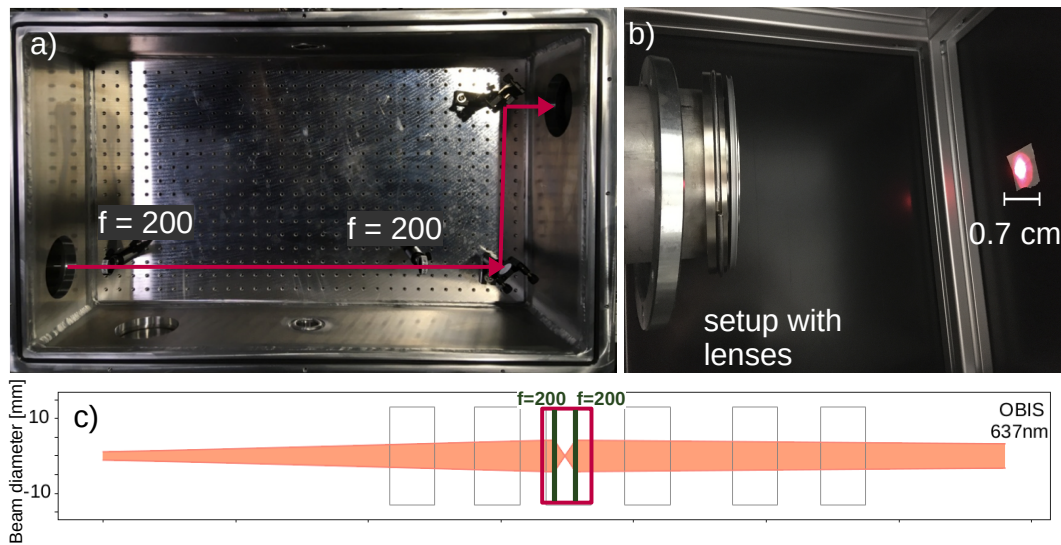 a)
f = 200
f = 200
b)
0.7 cm
setup with
lenses
c)
f=200 f=200
OBIS
637nm
Beam diameter [mm]
10
-10